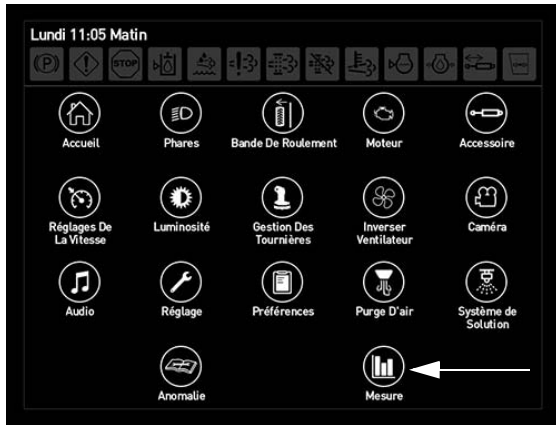 Lundi 11:05 Matin
(P) STOP
Accueil Phares Bande De Roulement Moteur Accessoire
Réglages De La Vitesse Luminosité Gestion Des Tournières Inverser Ventilateur Caméra
Audio Réglage Préférences Purge D'air Système de Solution
Anomalie Mesure